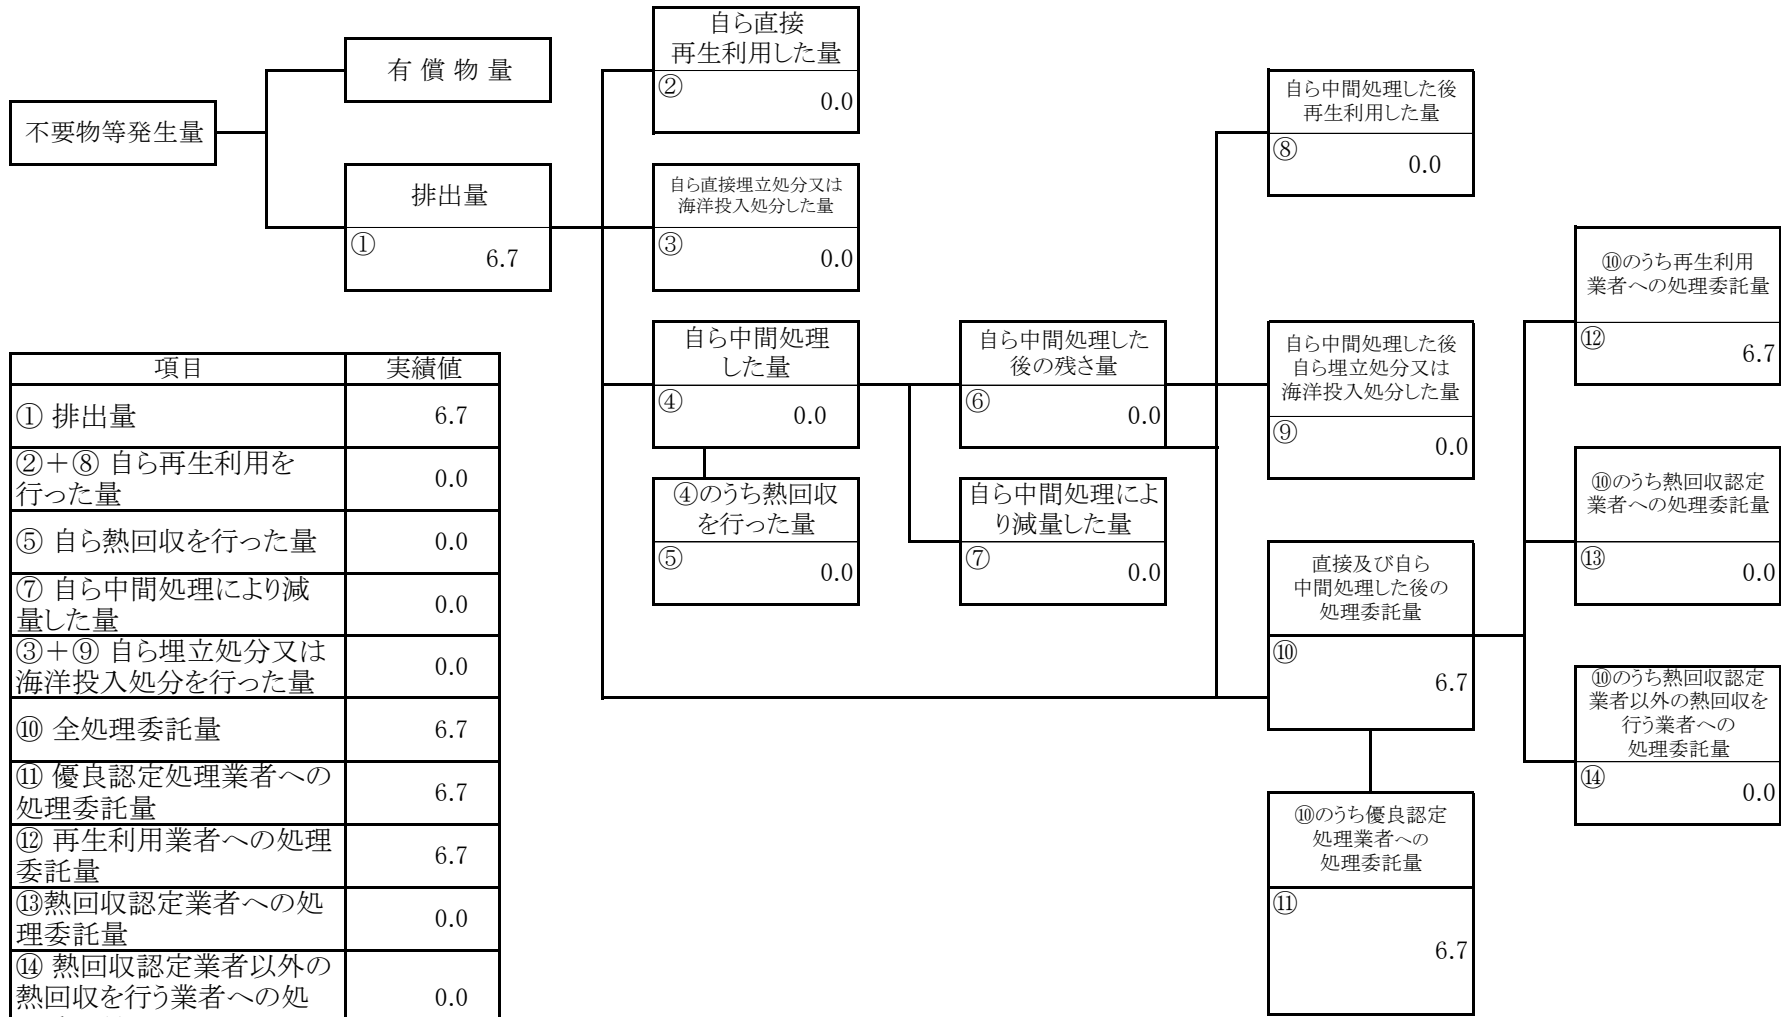 不要物等発生量
有 償 物 量
排出量
①
6.7
自ら直接
再生利用した量
②
0.0
自ら直接埋立処分又は
海洋投入処分した量
③
0.0
自ら中間処理
した量
④
0.0
④のうち熱回収
を行った量
⑤
0.0
自ら中間処理した
後の残さ量
⑥
0.0
自ら中間処理によ
り減量した量
⑦
0.0
自ら中間処理した後
再生利用した量
⑧
0.0
自ら中間処理した後
自ら埋立処分又は
海洋投入処分した量
⑨
0.0
直接及び自ら
中間処理した後の
処理委託量
⑩
6.7
⑩のうち優良認定
処理業者への
処理委託量
⑪
6.7
⑩のうち再生利用
業者への処理委託量
⑫
6.7
⑩のうち熱回収認定
業者への処理委託量
⑬
0.0
⑩のうち熱回収認定
業者以外の熱回収を
行う業者への
処理委託量
⑭
0.0
項目 実績値
① 排出量 6.7
②＋⑧ 自ら再生利用を
行った量 0.0
⑤ 自ら熱回収を行った量 0.0
⑦ 自ら中間処理により減
量した量 0.0
③＋⑨ 自ら埋立処分又は
海洋投入処分を行った量 0.0
⑩ 全処理委託量 6.7
⑪ 優良認定処理業者への
処理委託量 6.7
⑫ 再生利用業者への処理
委託量 6.7
⑬熱回収認定業者への処
理委託量 0.0
⑭ 熱回収認定業者以外の
熱回収を行う業者への処 0.0